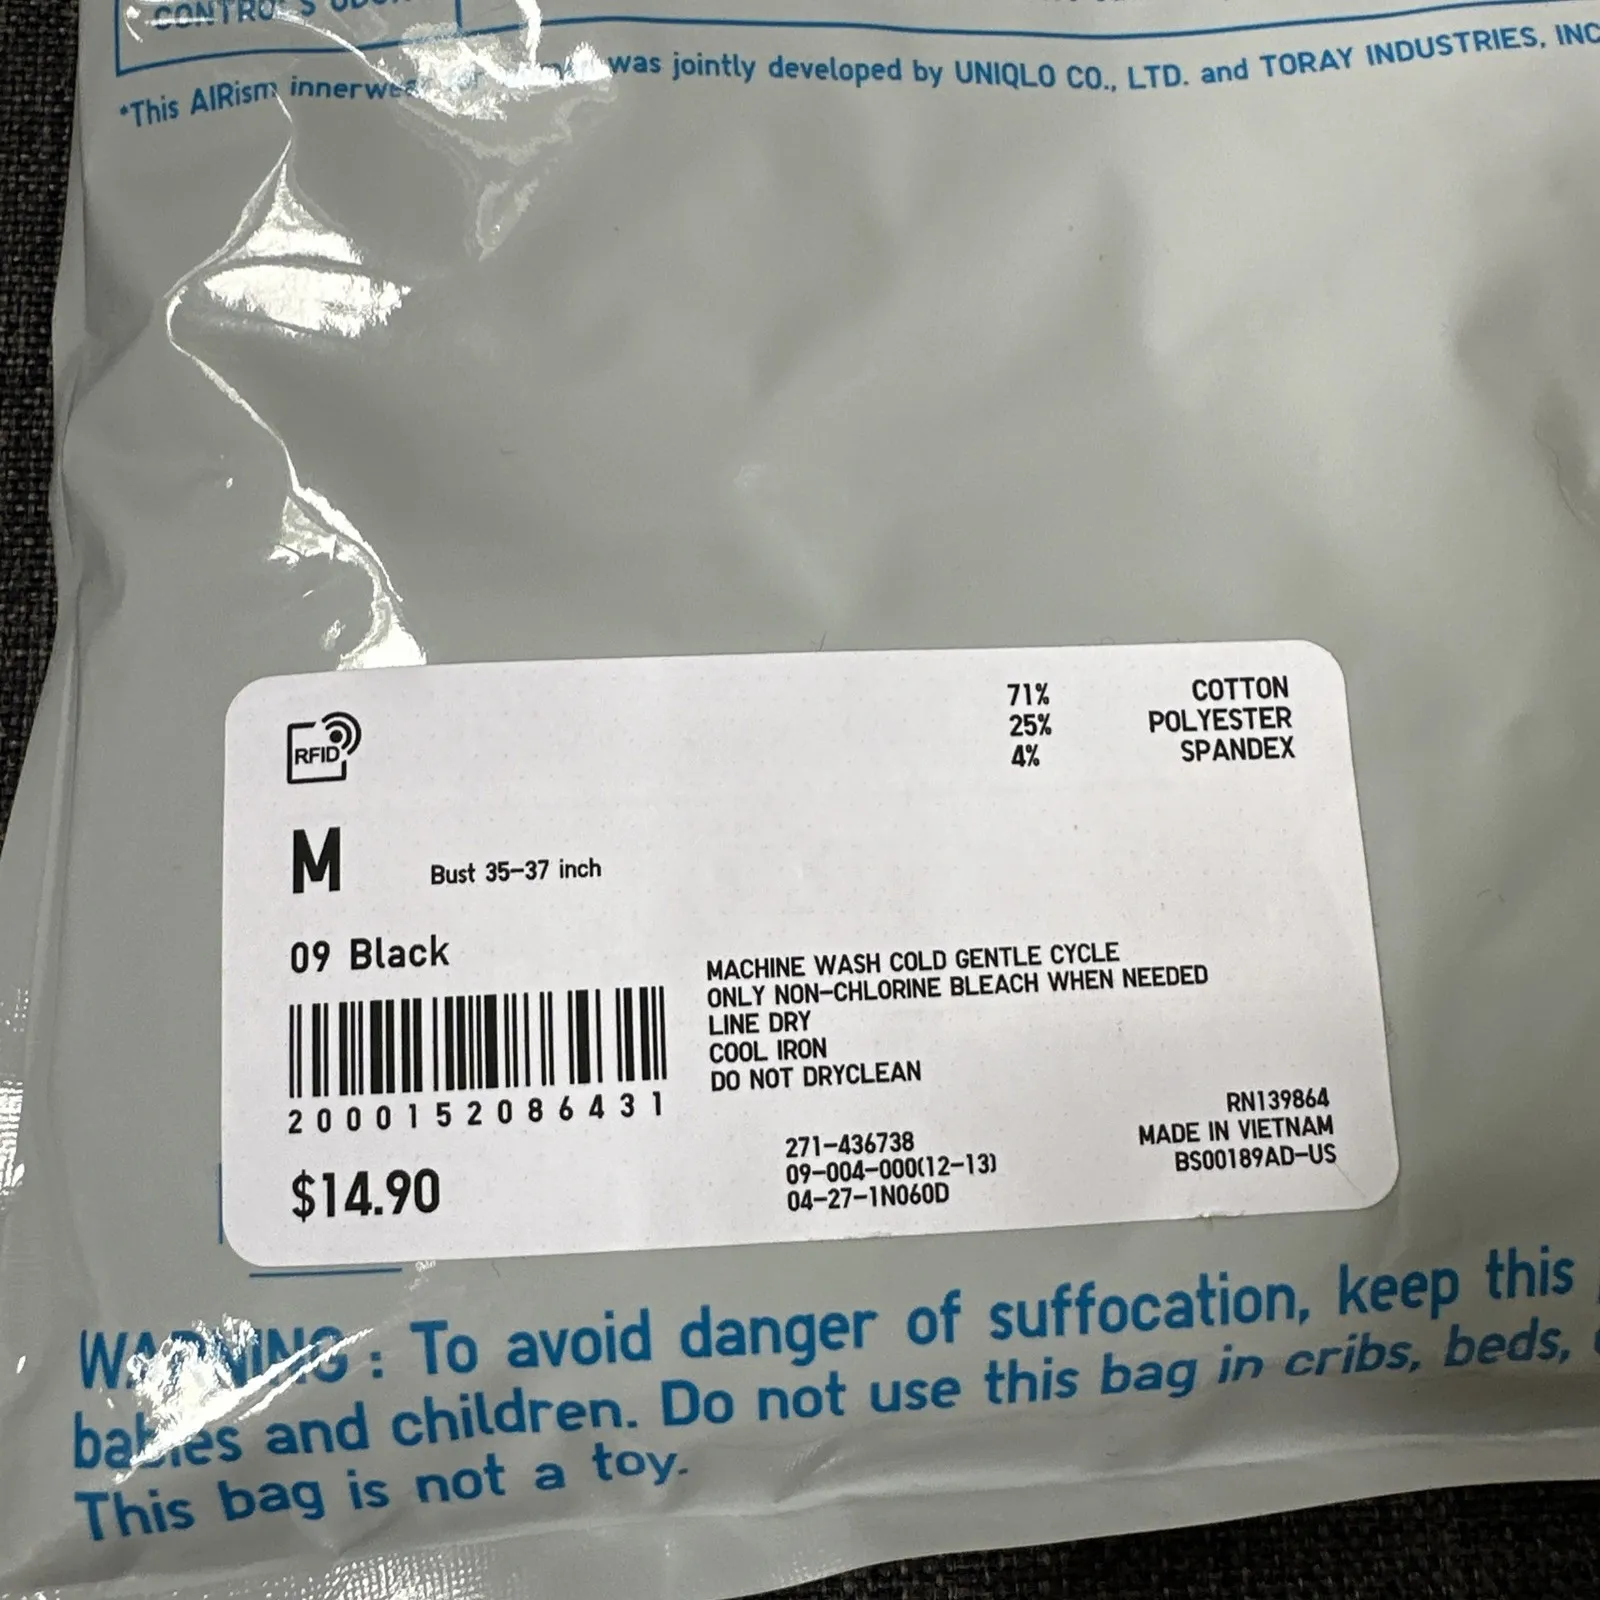 *This AIRism innerwear was jointly developed by UNIQLO CO., LTD. and TORAY INDUSTRIES, INC
RFID
71% COTTON
25% POLYESTER
4% SPANDEX
M Bust 35-37 inch
09 Black
2000152086431
$14.90
MACHINE WASH COLD GENTLE CYCLE
ONLY NON-CHLORINE BLEACH WHEN NEEDED
LINE DRY
COOL IRON
DO NOT DRYCLEAN
271-436738
09-004-000(12-13)
04-27-1N060D
RN139864
MADE IN VIETNAM
BS00189AD-US
WARNING : To avoid danger of suffocation, keep this
babies and children. Do not use this bag in cribs, beds,
This bag is not a toy.